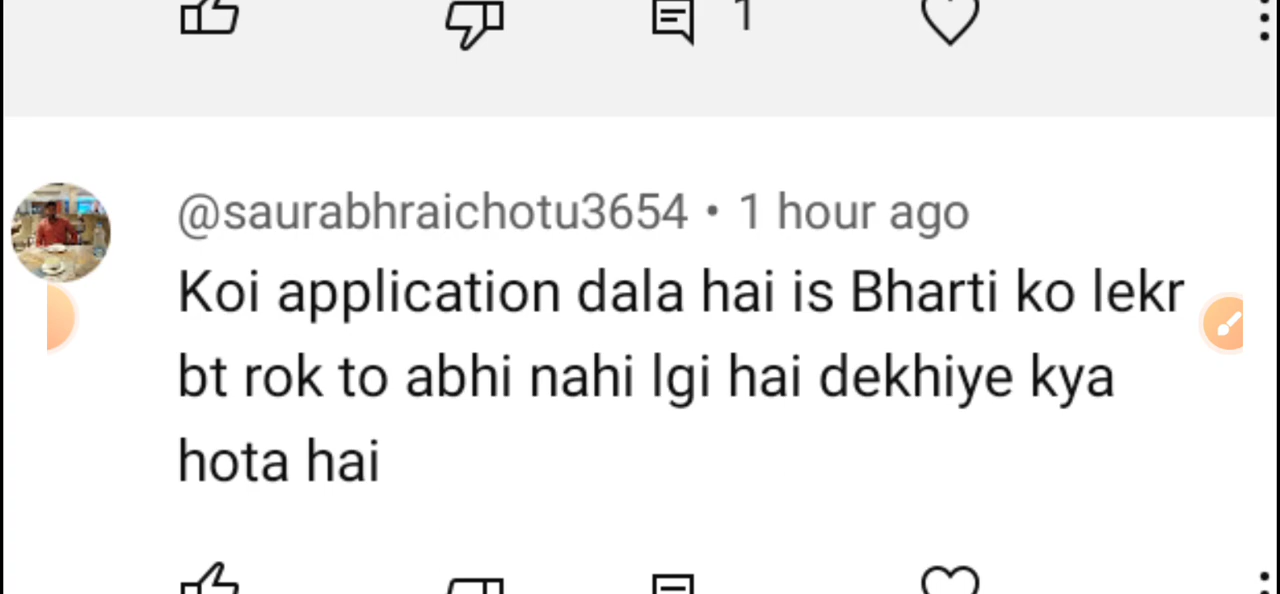 1
@saurabhraichotu3654 • 1 hour ago
Koi application dala hai is Bharti ko lekr
bt rok to abhi nahi lgi hai dekhiye kya
hota hai